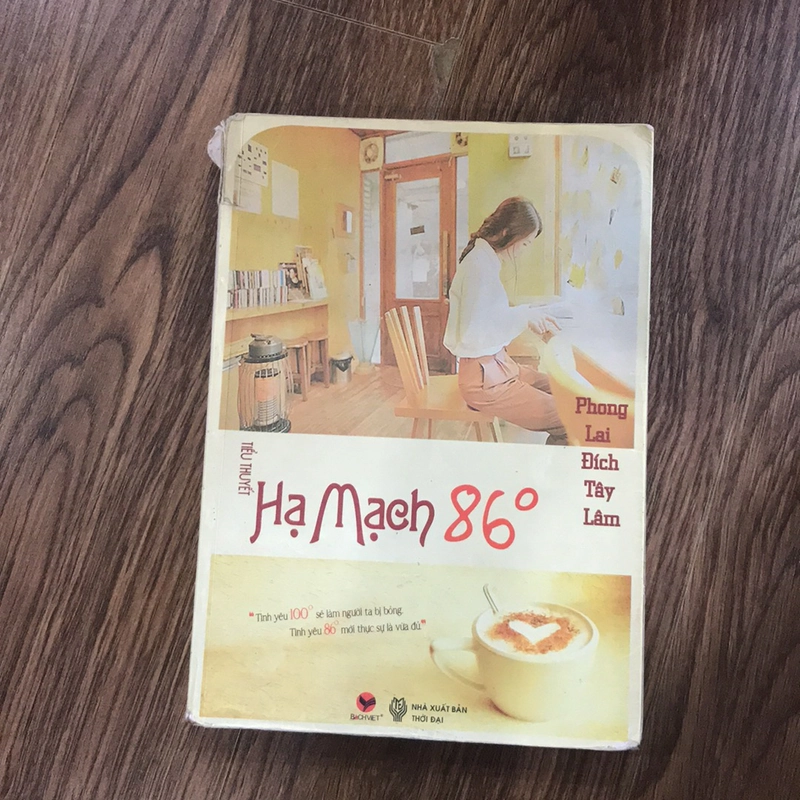 Phong
Lai
Đích
Tây
Lâm
TIỂU THUYẾT
Hạ Mạch 86°
"Tình yêu 100° sẽ làm người ta bị bỏng.
Tình yêu 86° mới thực sự là vừa đủ"
BACHVIET
NHÀ XUẤT BẢN
THỜI ĐẠI